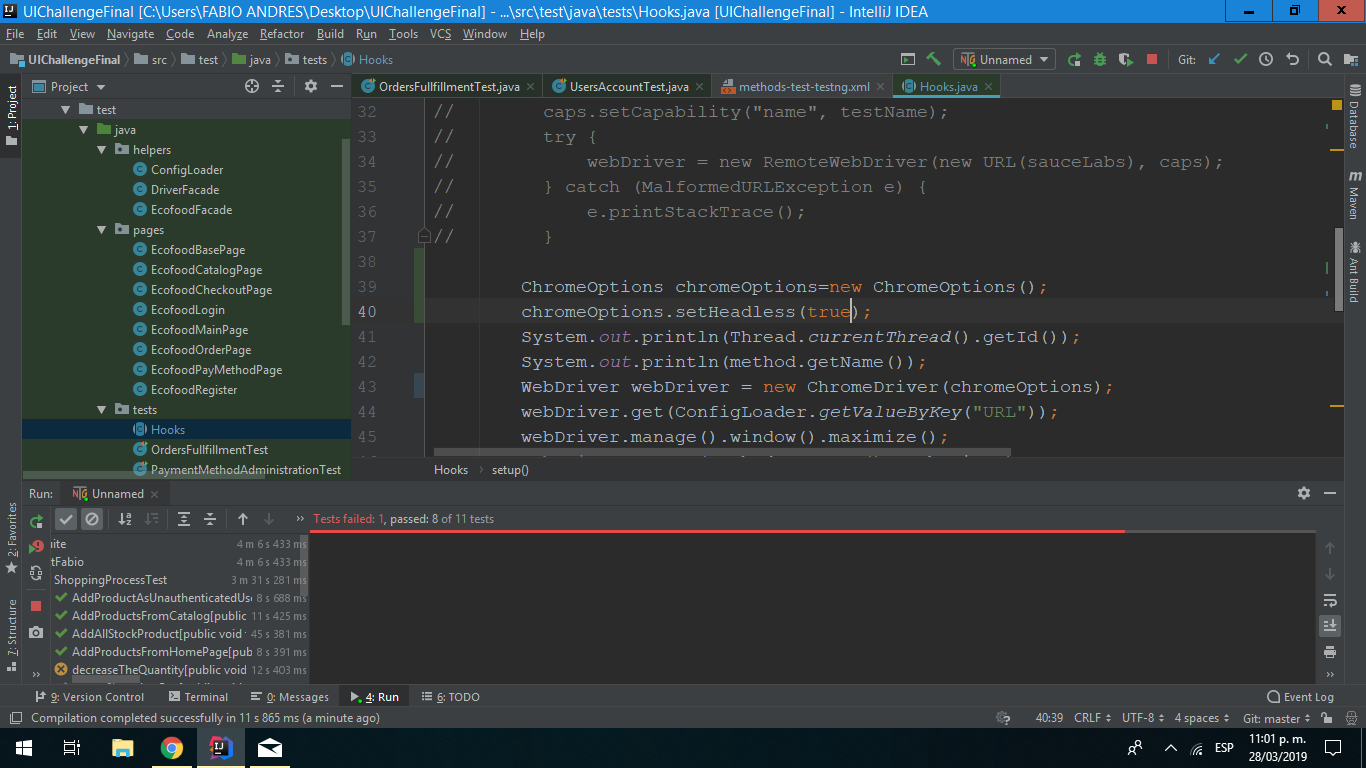 UIChallengeFinal [C:\Users\FABIO ANDRES\Desktop\UIChallengeFinal] - ...\src\test\java\tests\Hooks.java [UIChallengeFinal] - IntelliJ IDEA
File Edit View Navigate Code Analyze Refactor Build Run Tools VCS Window Help
UIChallengeFinal src test java tests Hooks
Unnamed Git:
1: Project
Project
OrdersFullfillmentTest.java UsersAccountTest.java methods-test-testng.xml Hooks.java
test
java
helpers
ConfigLoader
DriverFacade
EcofoodFacade
pages
EcofoodBasePage
EcofoodCatalogPage
EcofoodCheckoutPage
EcofoodLogin
EcofoodMainPage
EcofoodOrderPage
EcofoodPayMethodPage
EcofoodRegister
tests
Hooks
OrdersFullfillmentTest
PaymentMethodAdministrationTest
32 // caps.setCapability("name", testName);
33 // try {
34 // webDriver = new RemoteWebDriver(new URL(sauceLabs), caps);
35 // } catch (MalformedURLException e) {
36 // e.printStackTrace();
37 // }
38
39 ChromeOptions chromeOptions=new ChromeOptions();
40 chromeOptions.setHeadless(true);
41 System.out.println(Thread.currentThread().getId());
42 System.out.println(method.getName());
43 WebDriver webDriver = new ChromeDriver(chromeOptions);
44 webDriver.get(ConfigLoader.getValueByKey("URL"));
45 webDriver.manage().window().maximize();
Hooks setup()
Database
Maven
Ant Build
Run: Unnamed
2: Favorites
7: Structure
Tests failed: 1, passed: 8 of 11 tests
uite 4 m 6 s 433 ms
tFabio 4 m 6 s 433 ms
ShoppingProcessTest 3 m 31 s 281 ms
AddProductAsUnauthenticatedUse 8 s 688 ms
AddProductsFromCatalog[public 11 s 425 ms
AddAllStockProduct[public void 45 s 381 ms
AddProductsFromHomePage[pub 8 s 391 ms
decreaseTheQuantity[public void 12 s 403 ms
9: Version Control Terminal 0: Messages 4: Run 6: TODO Event Log
Compilation completed successfully in 11 s 865 ms (a minute ago) 40:39 CRLF UTF-8 4 spaces Git: master
ESP
11:01 p. m.
28/03/2019